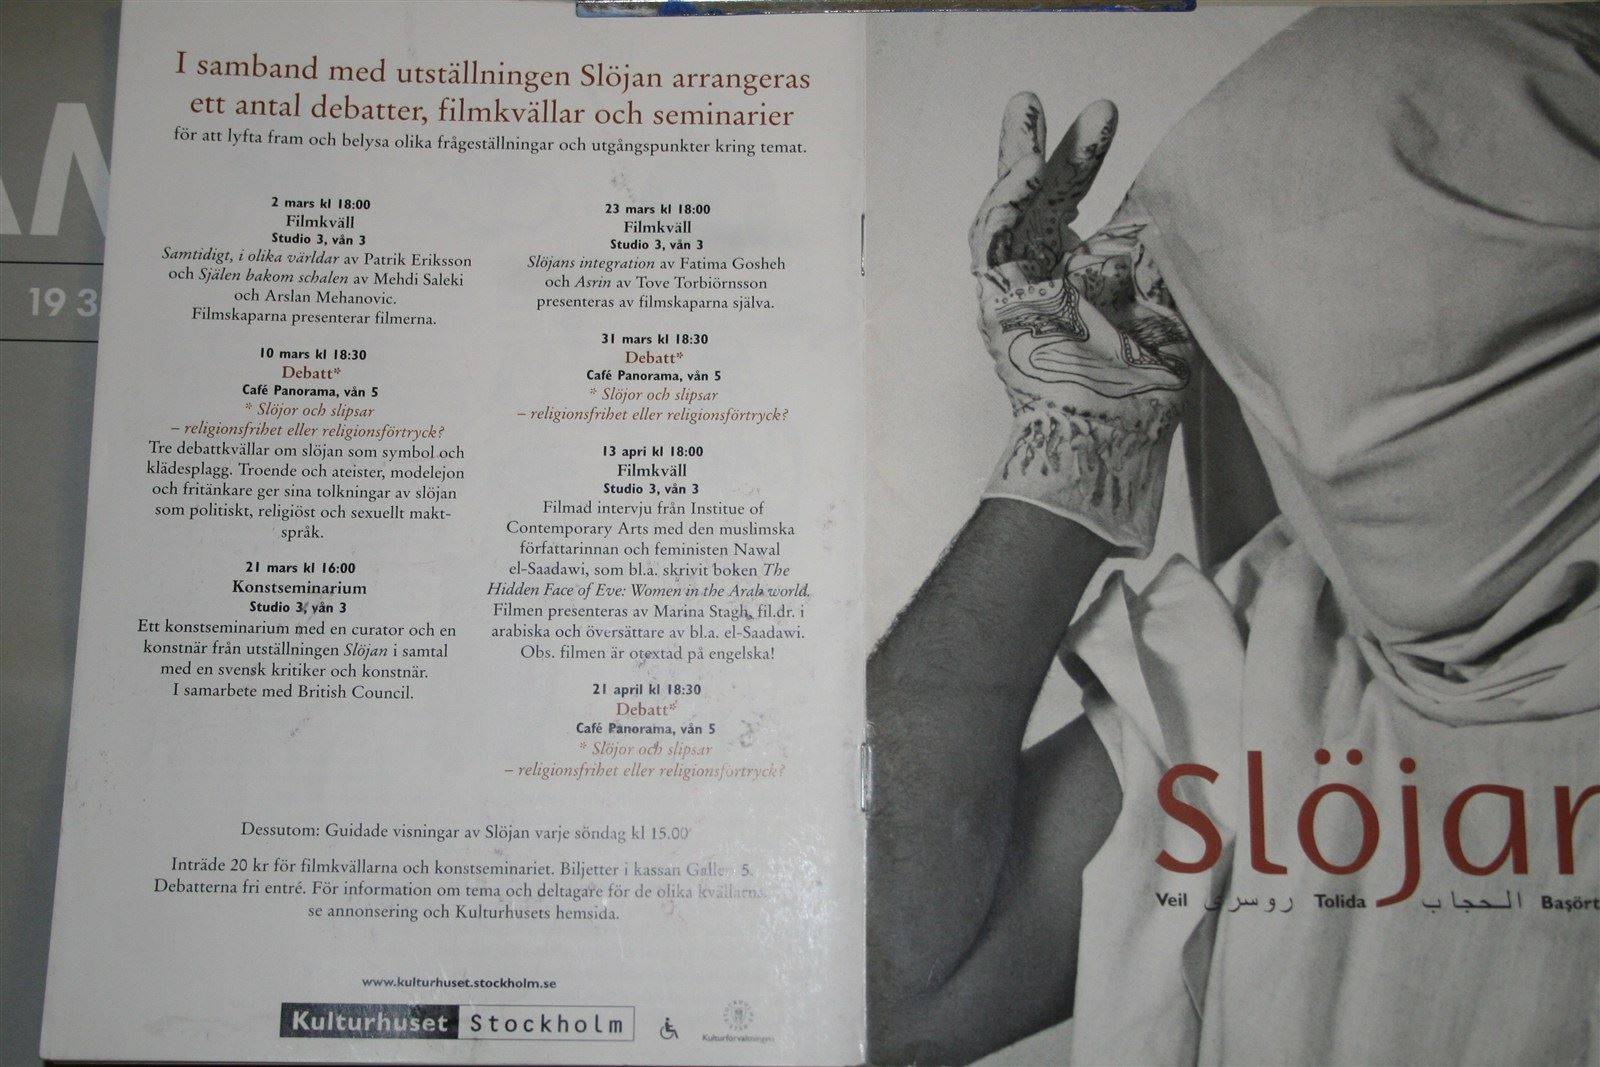 I samband med utställningen Slöjan arrangeras
ett antal debatter, filmkvällar och seminarier
för att lyfta fram och belysa olika frågeställningar och utgångspunkter kring temat.
2 mars kl 18:00
Filmkväll
Studio 3, vån 3
Samtidigt, i olika världar av Patrik Eriksson
och Själen bakom schalen av Mehdi Saleki
och Arslan Mehanovic.
Filmskaparna presenterar filmerna.
10 mars kl 18:30
Debatt*
Café Panorama, vån 5
* Slöjor och slipsar
– religionsfrihet eller religionsförtryck?
Tre debattkvällar om slöjan som symbol och
klädesplagg. Troende och ateister, modelejon
och fritänkare ger sina tolkningar av slöjan
som politiskt, religiöst och sexuellt makt-
språk.
21 mars kl 16:00
Konstseminarium
Studio 3, vån 3
Ett konstseminarium med en curator och en
konstnär från utställningen Slöjan i samtal
med en svensk kritiker och konstnär.
I samarbete med British Council.
23 mars kl 18:00
Filmkväll
Studio 3, vån 3
Slöjans integration av Fatima Gosheh
och Asrin av Tove Torbiörnsson
presenteras av filmskaparna själva.
31 mars kl 18:30
Debatt*
Café Panorama, vån 5
* Slöjor och slipsar
– religionsfrihet eller religionsförtryck?
13 apri kl 18:00
Filmkväll
Studio 3, vån 3
Filmad intervju från Institue of
Contemporary Arts med den muslimska
författarinnan och feministen Nawal
el-Saadawi, som bl.a. skrivit boken The
Hidden Face of Eve: Women in the Arab world.
Filmen presenteras av Marina Stagh, fil.dr. i
arabiska och översättare av bl.a. el-Saadawi.
Obs. filmen är otextad på engelska!
21 april kl 18:30
Debatt*
Café Panorama, vån 5
* Slöjor och slipsar
– religionsfrihet eller religionsförtryck?
Dessutom: Guidade visningar av Slöjan varje söndag kl 15.00
Inträde 20 kr för filmkvällarna och konstseminariet. Biljetter i kassan Galleri 5.
Debatterna fri entré. För information om tema och deltagare för de olika kvällarna,
se annonsering och Kulturhusets hemsida.
www.kulturhuset.stockholm.se
Kulturhuset Stockholm
Kulturförvaltningen
slöjan
Veil روسری Tolida الحجاب Başört
19 3